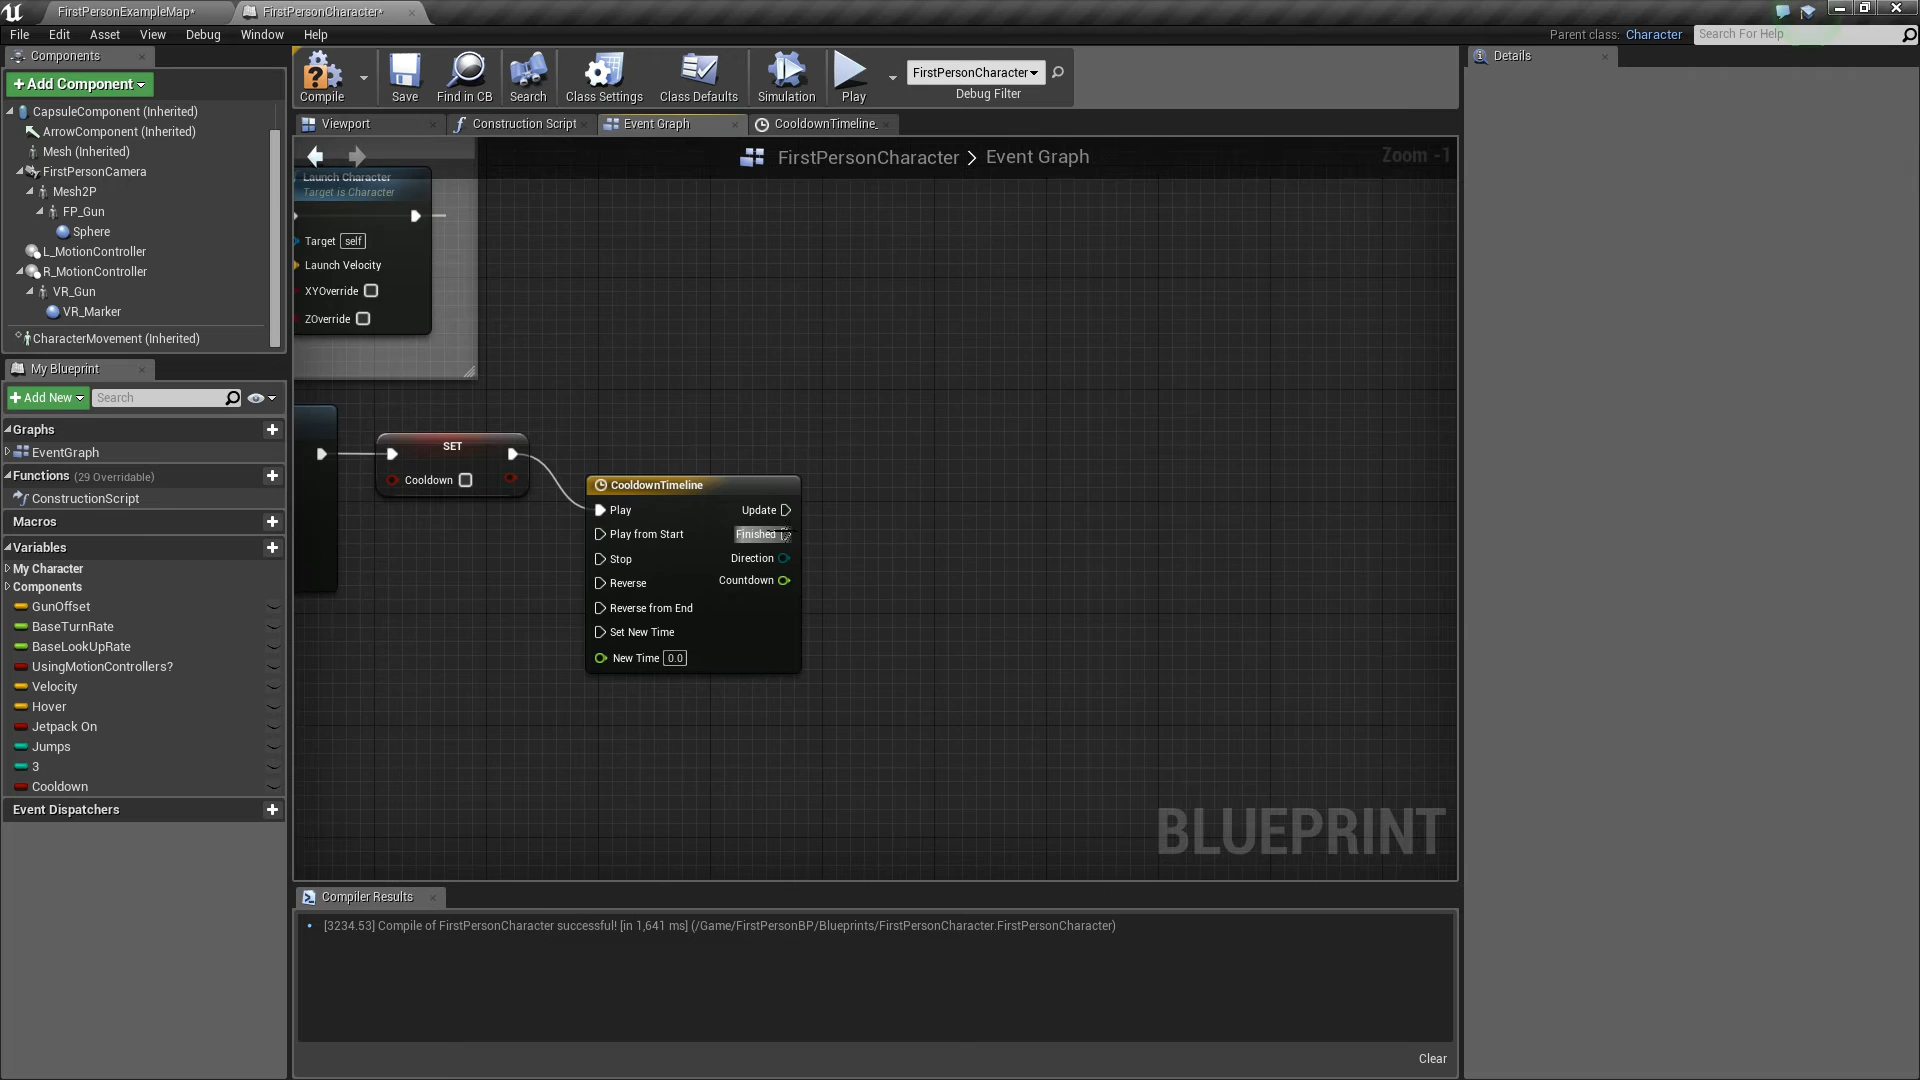 FirstPersonExampleMap*
FirstPersonCharacter*
File Edit Asset View Debug Window Help
Parent class: Character
Search For Help
Components
+Add Component
CapsuleComponent (Inherited)
ArrowComponent (Inherited)
Mesh (Inherited)
FirstPersonCamera
Mesh2P
FP_Gun
Sphere
L_MotionController
R_MotionController
VR_Gun
VR_Marker
CharacterMovement (Inherited)
My Blueprint
+Add New
Search
Graphs
EventGraph
Functions (29 Overridable)
ConstructionScript
Macros
Variables
My Character
Components
GunOffset
BaseTurnRate
BaseLookUpRate
UsingMotionControllers?
Velocity
Hover
Jetpack On
Jumps
3
Cooldown
Event Dispatchers
Compile
Save
Find in CB
Search
Class Settings
Class Defaults
Simulation
Play
FirstPersonCharacter
Debug Filter
Viewport
Construction Script
Event Graph
CooldownTimeline_
FirstPersonCharacter > Event Graph
Zoom -1
Launch Character
Target is Character
Target self
Launch Velocity
XYOverride
ZOverride
SET
Cooldown
CooldownTimeline
Play
Update
Play from Start
Finished
Stop
Direction
Reverse
Countdown
Reverse from End
Set New Time
New Time 0.0
BLUEPRINT
Compiler Results
[3234.53] Compile of FirstPersonCharacter successful! [in 1,641 ms] (/Game/FirstPersonBP/Blueprints/FirstPersonCharacter.FirstPersonCharacter)
Clear
Details